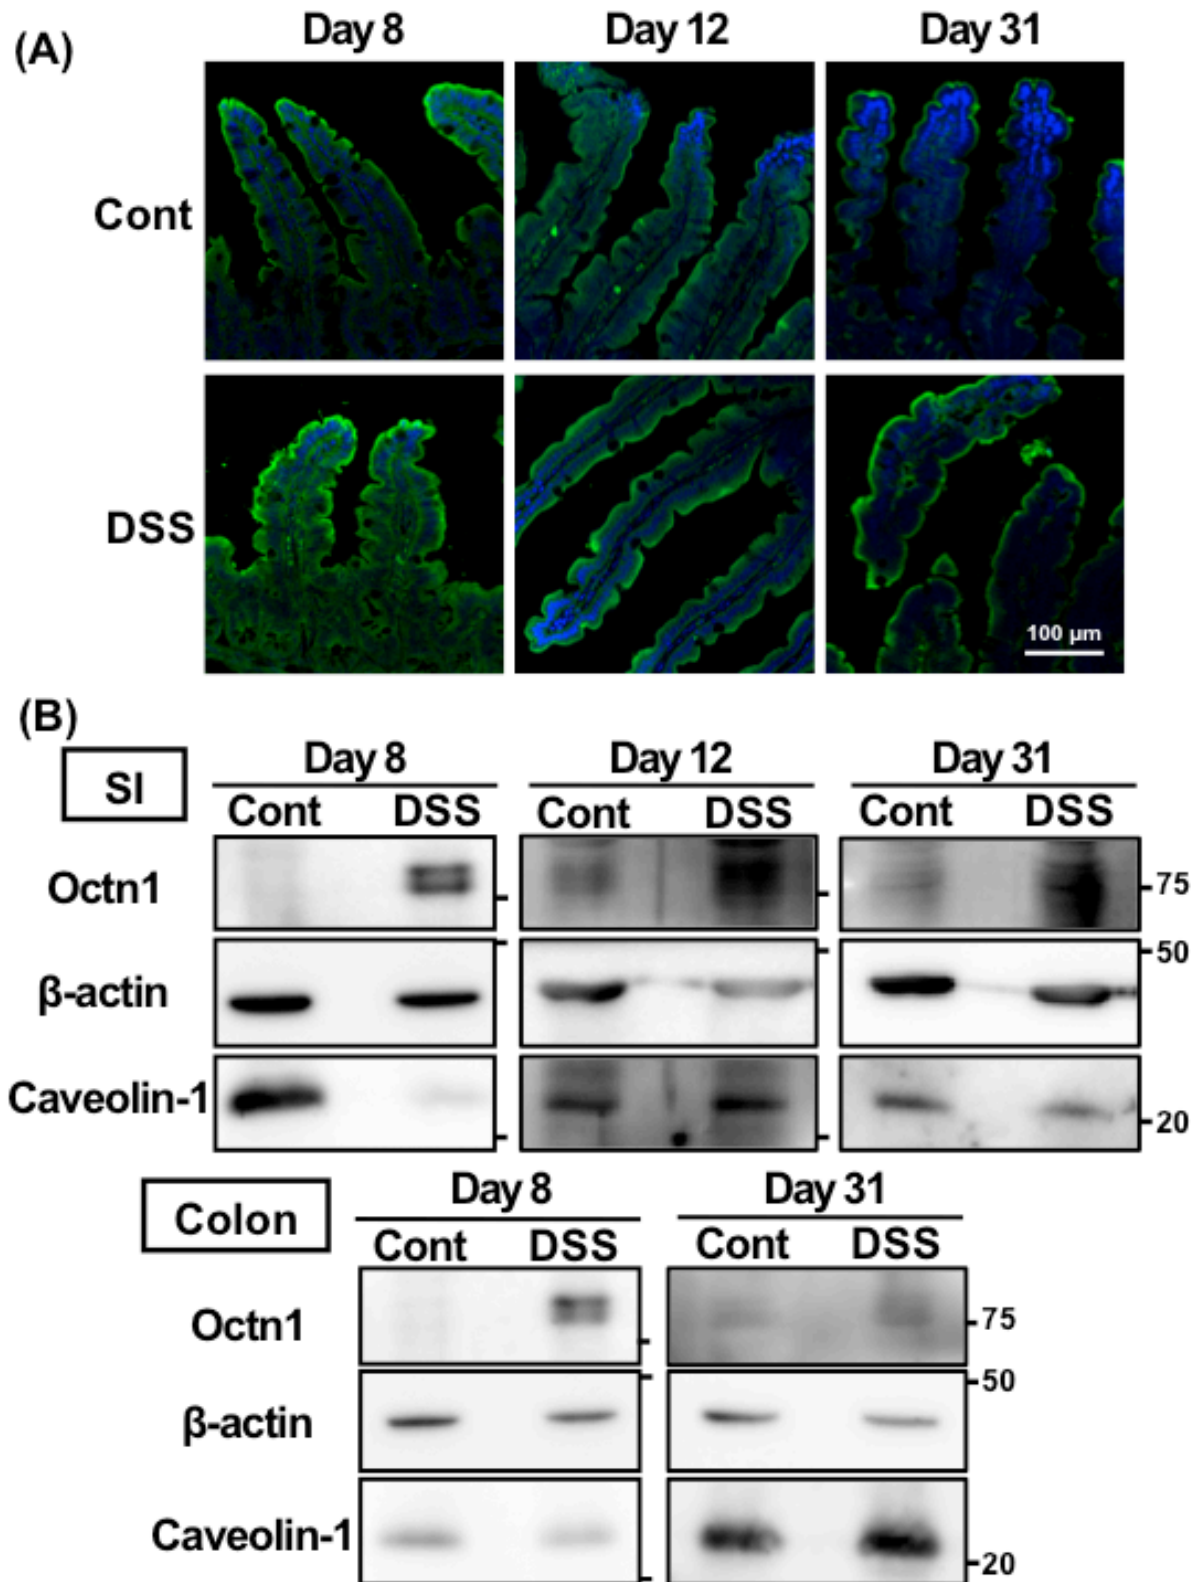 (A)
Day 8 Day 12 Day 31
Cont
DSS
100 μm
(B)
SI
Day 8 Day 12 Day 31
Cont DSS Cont DSS Cont DSS
Octn1
-75
-50
β-actin
Caveolin-1
-20
Colon
Day 8 Day 31
Cont DSS Cont DSS
Octn1
-75
-50
β-actin
Caveolin-1
-20